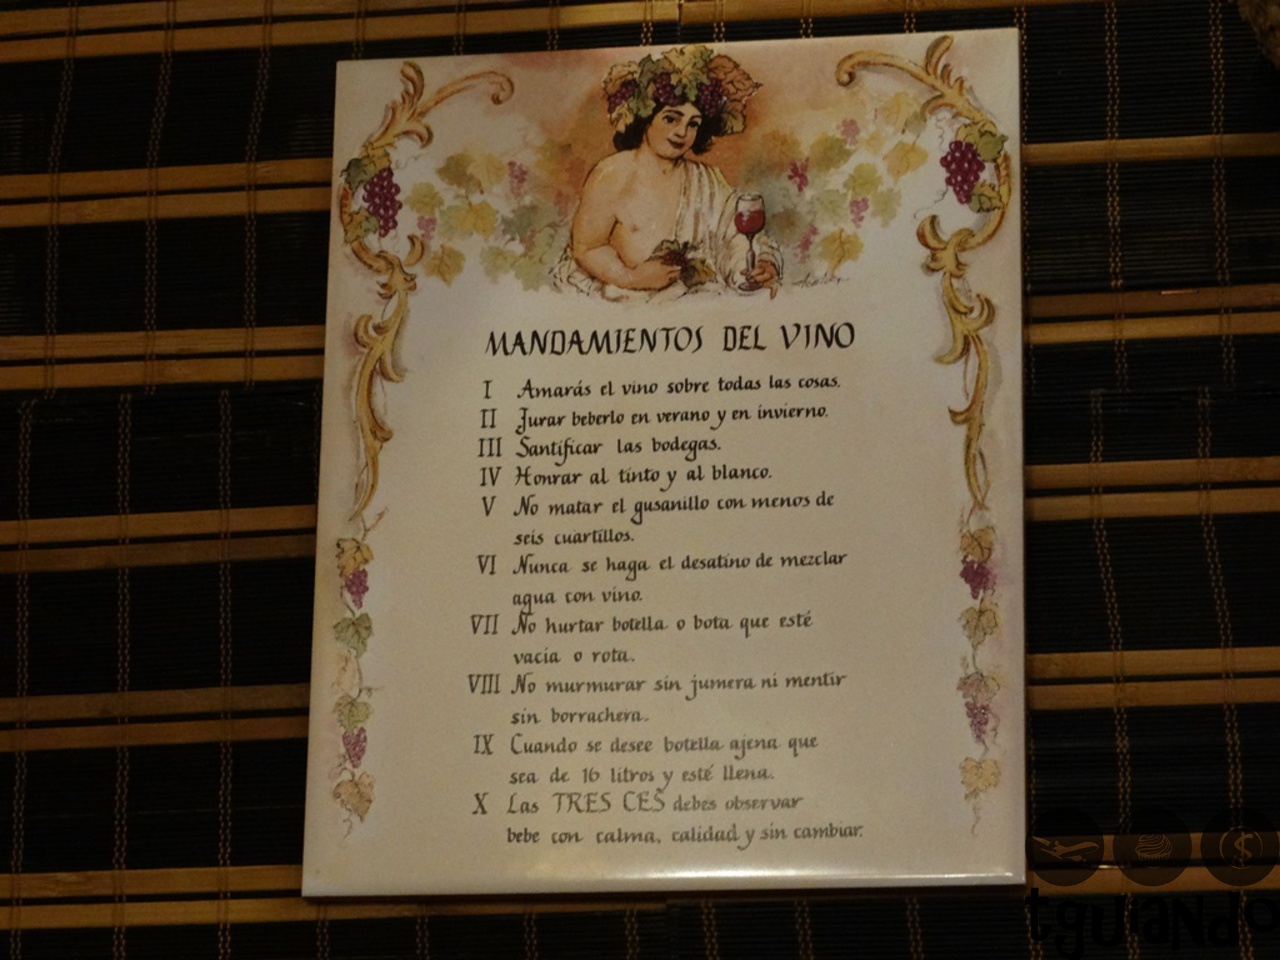 MANDAMIENTOS DEL VINO
I Amarás el vino sobre todas las cosas.
II Jurar beberlo en verano y en invierno.
III Santificar las bodegas.
IV Honrar al tinto y al blanco.
V No matar el gusanillo con menos de
seis cuartillos.
VI Nunca se haga el desatino de mezclar
agua con vino.
VII No hurtar botella o bota que esté
vacia o rota.
VIII No murmurar sin jumera ni mentir
sin borrachera.
IX Cuando se desee botella ajena que
sea de 16 litros y esté llena.
X Las TRES CES debes observar
bebe con calma, calidad y sin cambiar.
tguiando